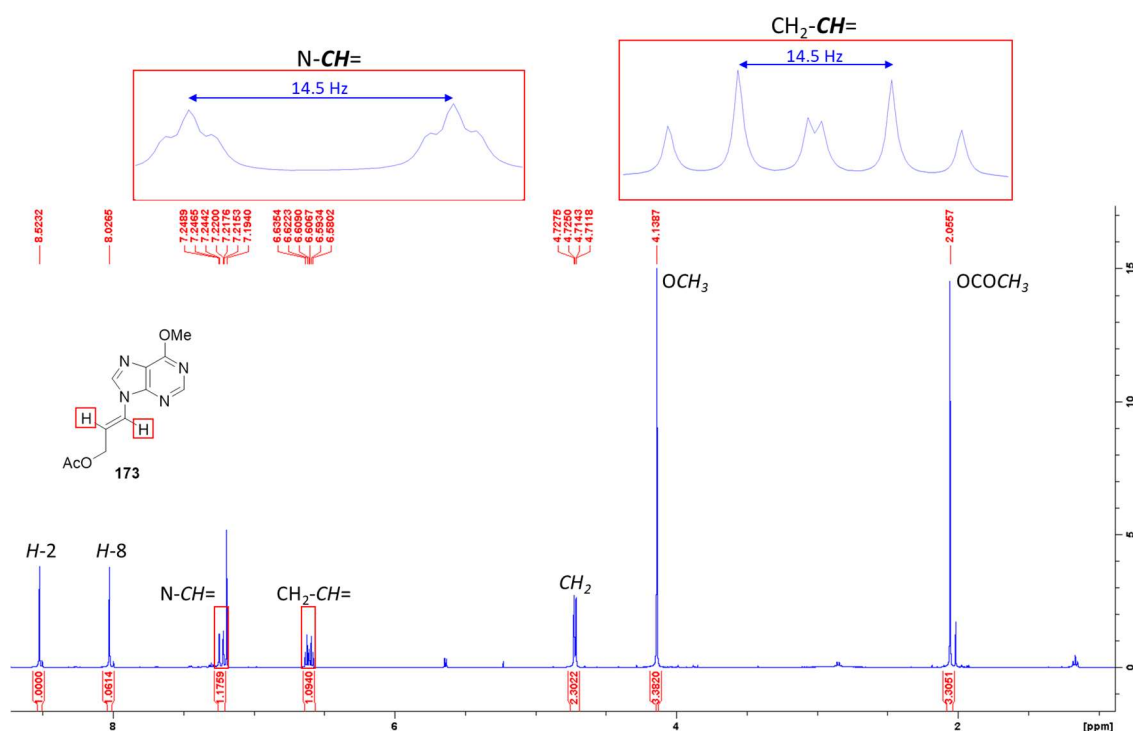 N-CH=
14.5 Hz
CH2-CH=
14.5 Hz
8.5232
8.0265
7.2489
7.2465
7.2442
7.2200
7.2176
7.2153
7.1940
6.6354
6.6223
6.6090
6.6067
6.5934
6.5802
4.7275
4.7250
4.7143
4.7118
4.1387
2.0557
OCH3
OCOCH3
OMe
N
N
N
N
H
H
AcO
173
H-2
H-8
N-CH=
CH2-CH=
CH2
15
10
5
0
1.0000
1.0614
1.1759
1.0940
2.3022
3.3820
3.3051
8
6
4
2
[ppm]